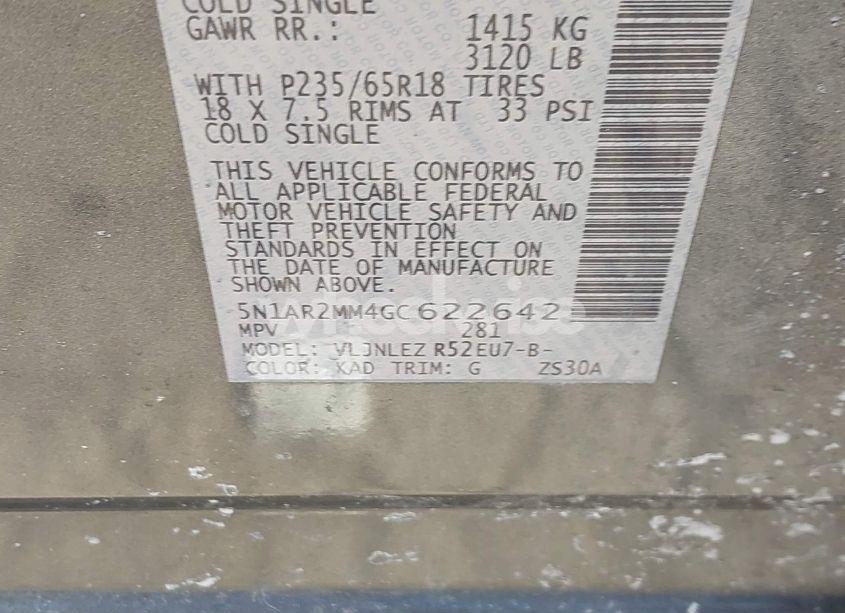 COLD SINGLE
GAWR RR.: 1415 KG
3120 LB
WITH P235/65R18 TIRES
18 X 7.5 RIMS AT 33 PSI
COLD SINGLE
THIS VEHICLE CONFORMS TO
ALL APPLICABLE FEDERAL
MOTOR VEHICLE SAFETY AND
THEFT PREVENTION
STANDARDS IN EFFECT ON
THE DATE OF MANUFACTURE
SHOWN ABOVE.
5N1AR2MM4GC622642
MPV 281
MODEL: VLJNLEZ R52EU7-B-
COLOR: KAD TRIM: G ZS30A